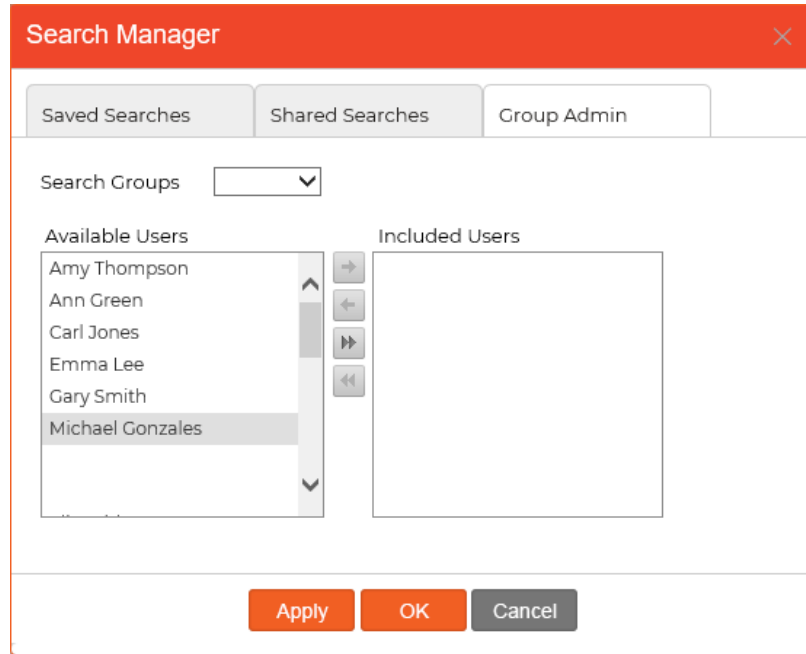 Search Manager
Saved Searches
Shared Searches
Group Admin
Search Groups
Available Users
Included Users
Amy Thompson
Ann Green
Carl Jones
Emma Lee
Gary Smith
Michael Gonzales
Apply
OK
Cancel